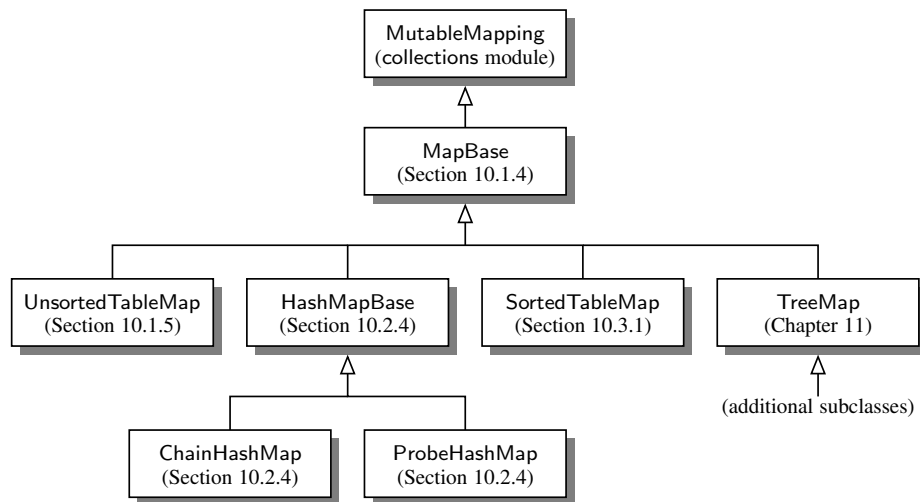 MutableMapping
(collections module)
MapBase
(Section 10.1.4)
UnsortedTableMap
(Section 10.1.5)
HashMapBase
(Section 10.2.4)
SortedTableMap
(Section 10.3.1)
TreeMap
(Chapter 11)
(additional subclasses)
ChainHashMap
(Section 10.2.4)
ProbeHashMap
(Section 10.2.4)